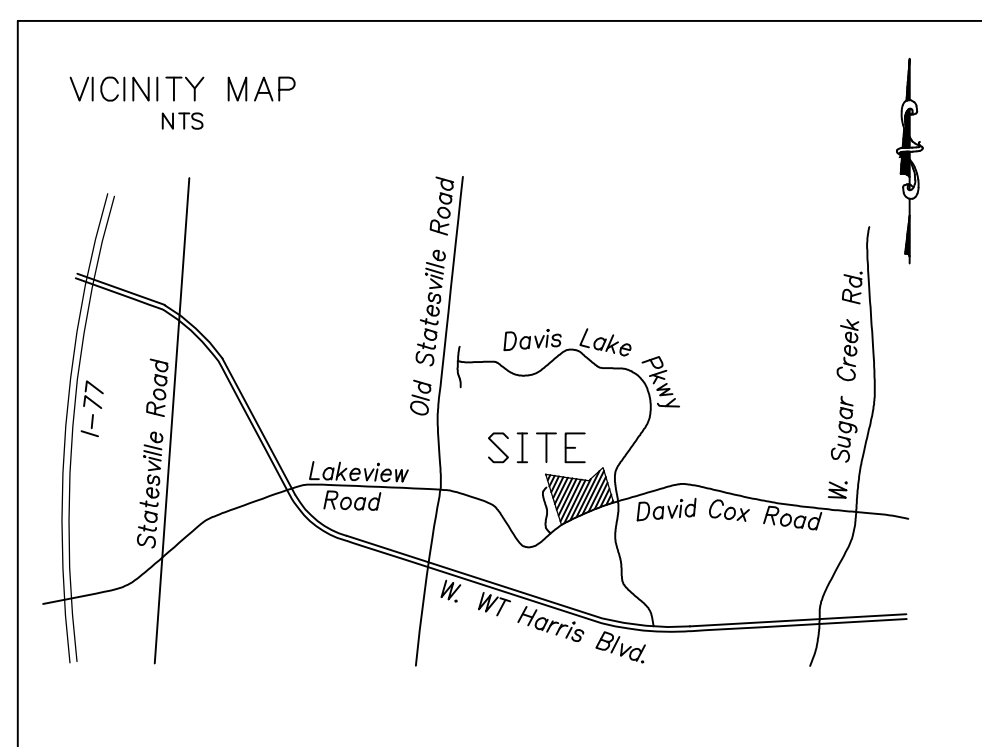 VICINITY MAP
NTS
I-77
Statesville Road
Old Statesville Road
Davis Lake Pkwy
W. Sugar Creek Rd.
SITE
Lakeview
Road
David Cox Road
W. WT Harris Blvd.